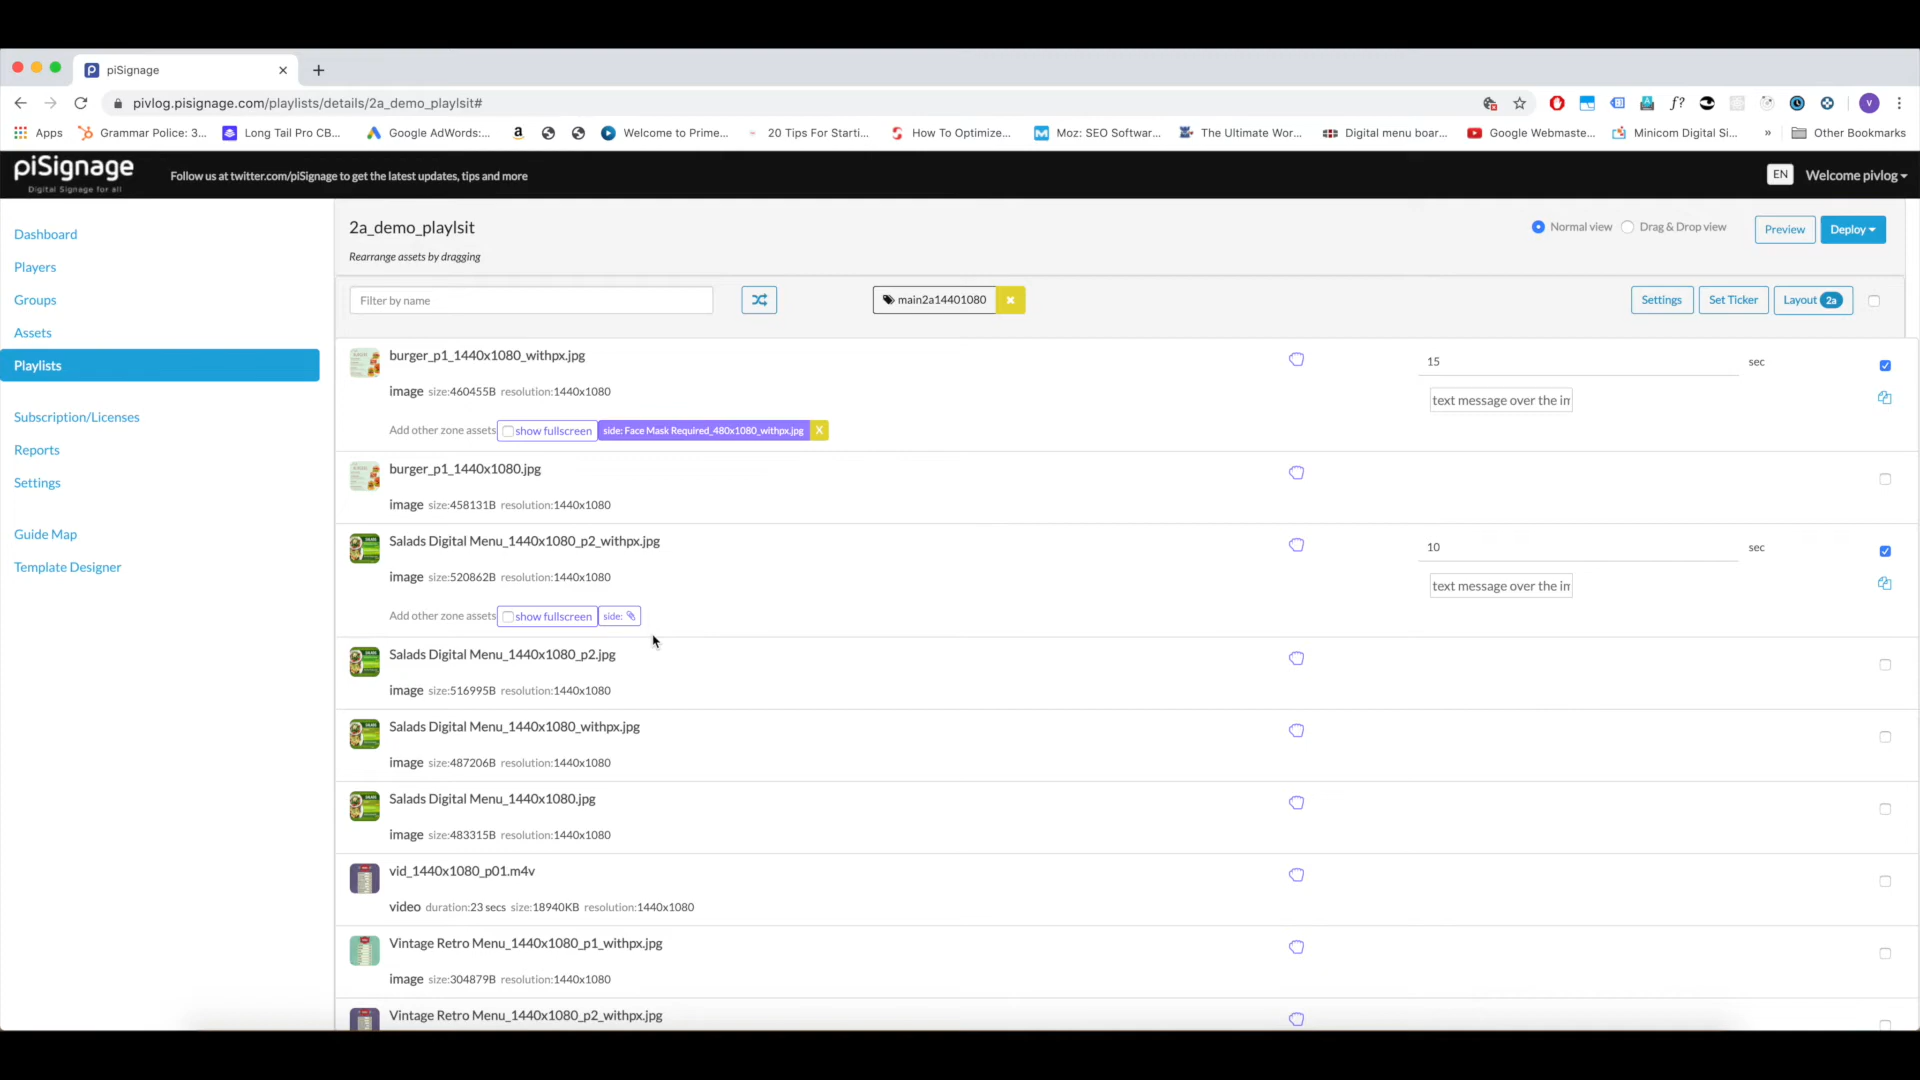 piSignage
pivlog.pisignage.com/playlists/details/2a_demo_playlsit#
f?
V
Apps
Grammar Police: 3...
Long Tail Pro CB...
Google AdWords:...
Welcome to Prime...
20 Tips For Starti...
How To Optimize...
Moz: SEO Softwar...
The Ultimate Wor...
Digital menu boar...
Google Webmaste...
Minicom Digital Si...
»
Other Bookmarks
piSignage
Digital Signage for all
Follow us at twitter.com/piSignage to get the latest updates, tips and more
EN
Welcome pivlog
Dashboard
Players
Groups
Assets
Playlists
Subscription/Licenses
Reports
Settings
Guide Map
Template Designer
2a_demo_playlsit
Rearrange assets by dragging
Normal view
Drag & Drop view
Preview
Deploy
Filter by name
main2a14401080
Settings
Set Ticker
Layout 2a
burger_p1_1440x1080_withpx.jpg
image size:460455B resolution:1440x1080
Add other zone assets show fullscreen side: Face Mask Required_480x1080_withpx.jpg X
15 sec
text message over the im
burger_p1_1440x1080.jpg
image size:458131B resolution:1440x1080
Salads Digital Menu_1440x1080_p2_withpx.jpg
image size:520862B resolution:1440x1080
Add other zone assets show fullscreen side:
10 sec
text message over the im
Salads Digital Menu_1440x1080_p2.jpg
image size:516995B resolution:1440x1080
Salads Digital Menu_1440x1080_withpx.jpg
image size:487206B resolution:1440x1080
Salads Digital Menu_1440x1080.jpg
image size:483315B resolution:1440x1080
vid_1440x1080_p01.m4v
video duration:23 secs size:18940KB resolution:1440x1080
Vintage Retro Menu_1440x1080_p1_withpx.jpg
image size:304879B resolution:1440x1080
Vintage Retro Menu_1440x1080_p2_withpx.jpg